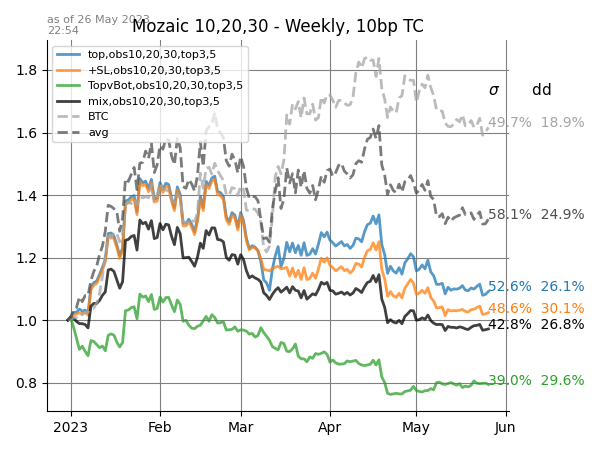 as of 26 May 2023
22:54
Mozaic 10,20,30 - Weekly, 10bp TC
top,obs10,20,30,top3,5
+SL,obs10,20,30,top3,5
TopvBot,obs10,20,30,top3,5
mix,obs10,20,30,top3,5
BTC
avg
σ dd
49.7% 18.9%
58.1% 24.9%
52.6% 26.1%
48.6% 30.1%
42.8% 26.8%
39.0% 29.6%
1.8
1.6
1.4
1.2
1.0
0.8
2023 Feb Mar Apr May Jun